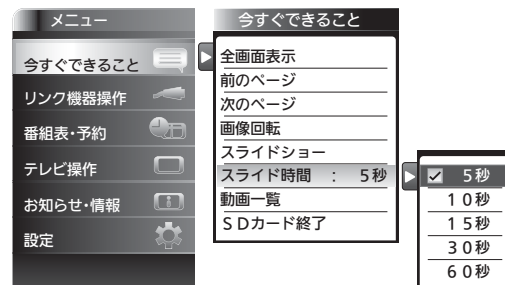 メニュー
今すぐできること
リンク機器操作
番組表・予約
テレビ操作
お知らせ・情報
設定
今すぐできること
全画面表示
前のページ
次のページ
画像回転
スライドショー
スライド時間 : 5秒
動画一覧
SDカード終了
5秒
10秒
15秒
30秒
60秒